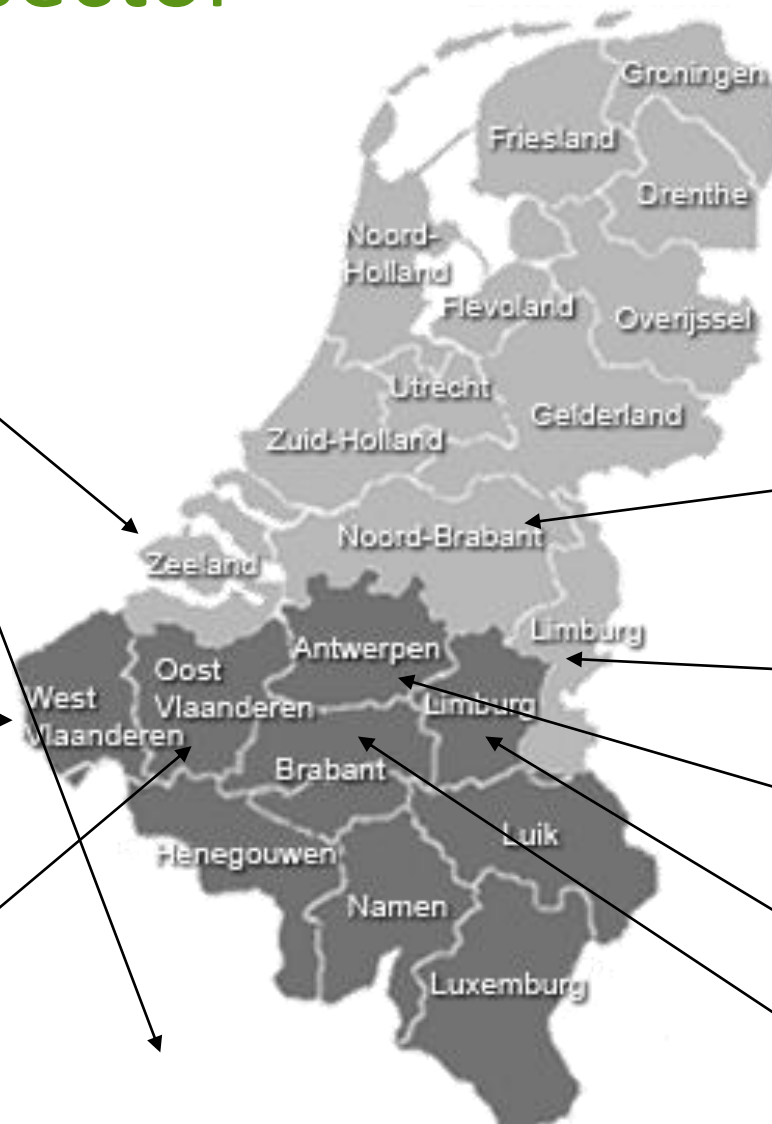 Groningen
Friesland
Drenthe
Noord-
Holland
Flevoland
Overijssel
Utrecht
Gelderland
Zuid-Holland
Noord-Brabant
Zeeland
Limburg
Antwerpen
Oost
Vlaanderen
West
Vlaanderen
Limburg
Brabant
Luik
Henegouwen
Namen
Luxemburg